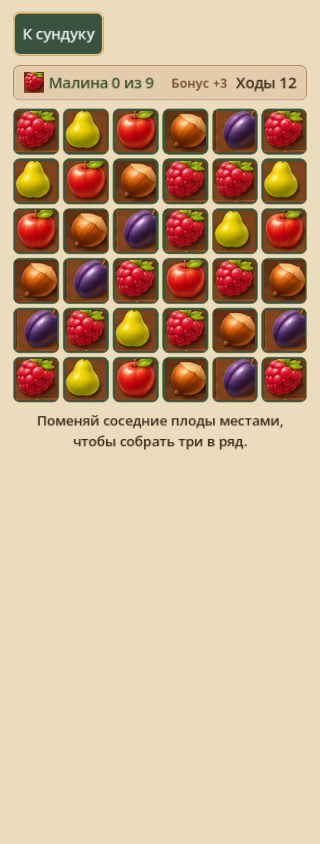 К сундуку
Малина 0 из 9 Бонус +3 Ходы 12
Поменяй соседние плоды местами,
чтобы собрать три в ряд.